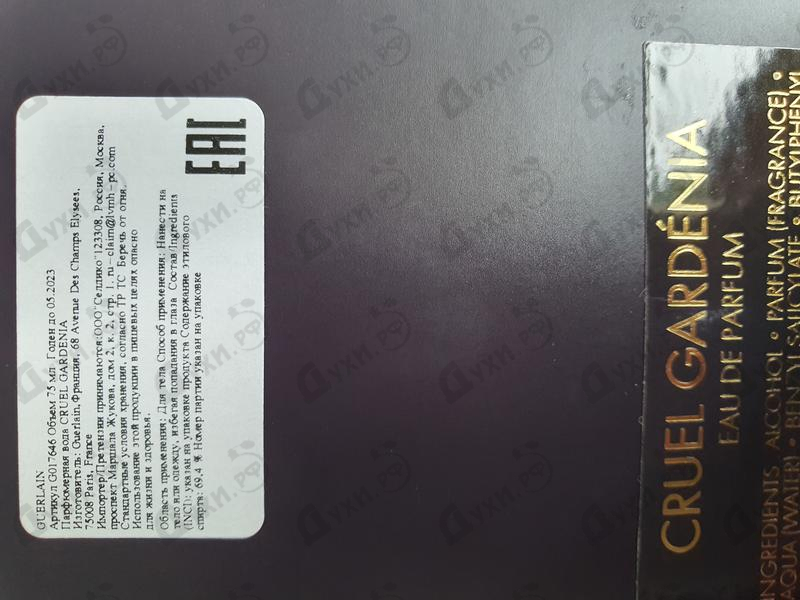 GUERLAIN
Артикул G017646 Объем 75 мл Годен до 05.2023
Парфюмерная вода CRUEL GARDENIA
Изготовитель: Guerlain, Франция, 68 Avenue Des Champs Elysees,
75008 Paris, France
Импортер/Претензии принимаются:ООО"Селдико"123308, Россия, Москва,
проспект Маршала Жукова, дом 2, к. 2, стр. 1. ru-claim@lvmh-pc.com
Стандартные условия хранения, согласно ТР ТС Беречь от огня.
Использование этой продукции в пищевых целях опасно
для жизни и здоровья.
Область применения: Для тела Способ применения: Нанести на
тело или одежду, избегая попадания в глаза Состав/Ingredients
(INCI): указан на упаковке продукта Содержание этилового
спирта: 69,4 % Номер партии указан на упаковке
EAC
CRUEL GARDÉNIA
EAU DE PARFUM
INGREDIENTS ALCOHOL • PARFUM (FRAGRANCE) •
AQUA (WATER) • BENZYL SALICYLATE • BUTYLPHENYL
Духи.рф